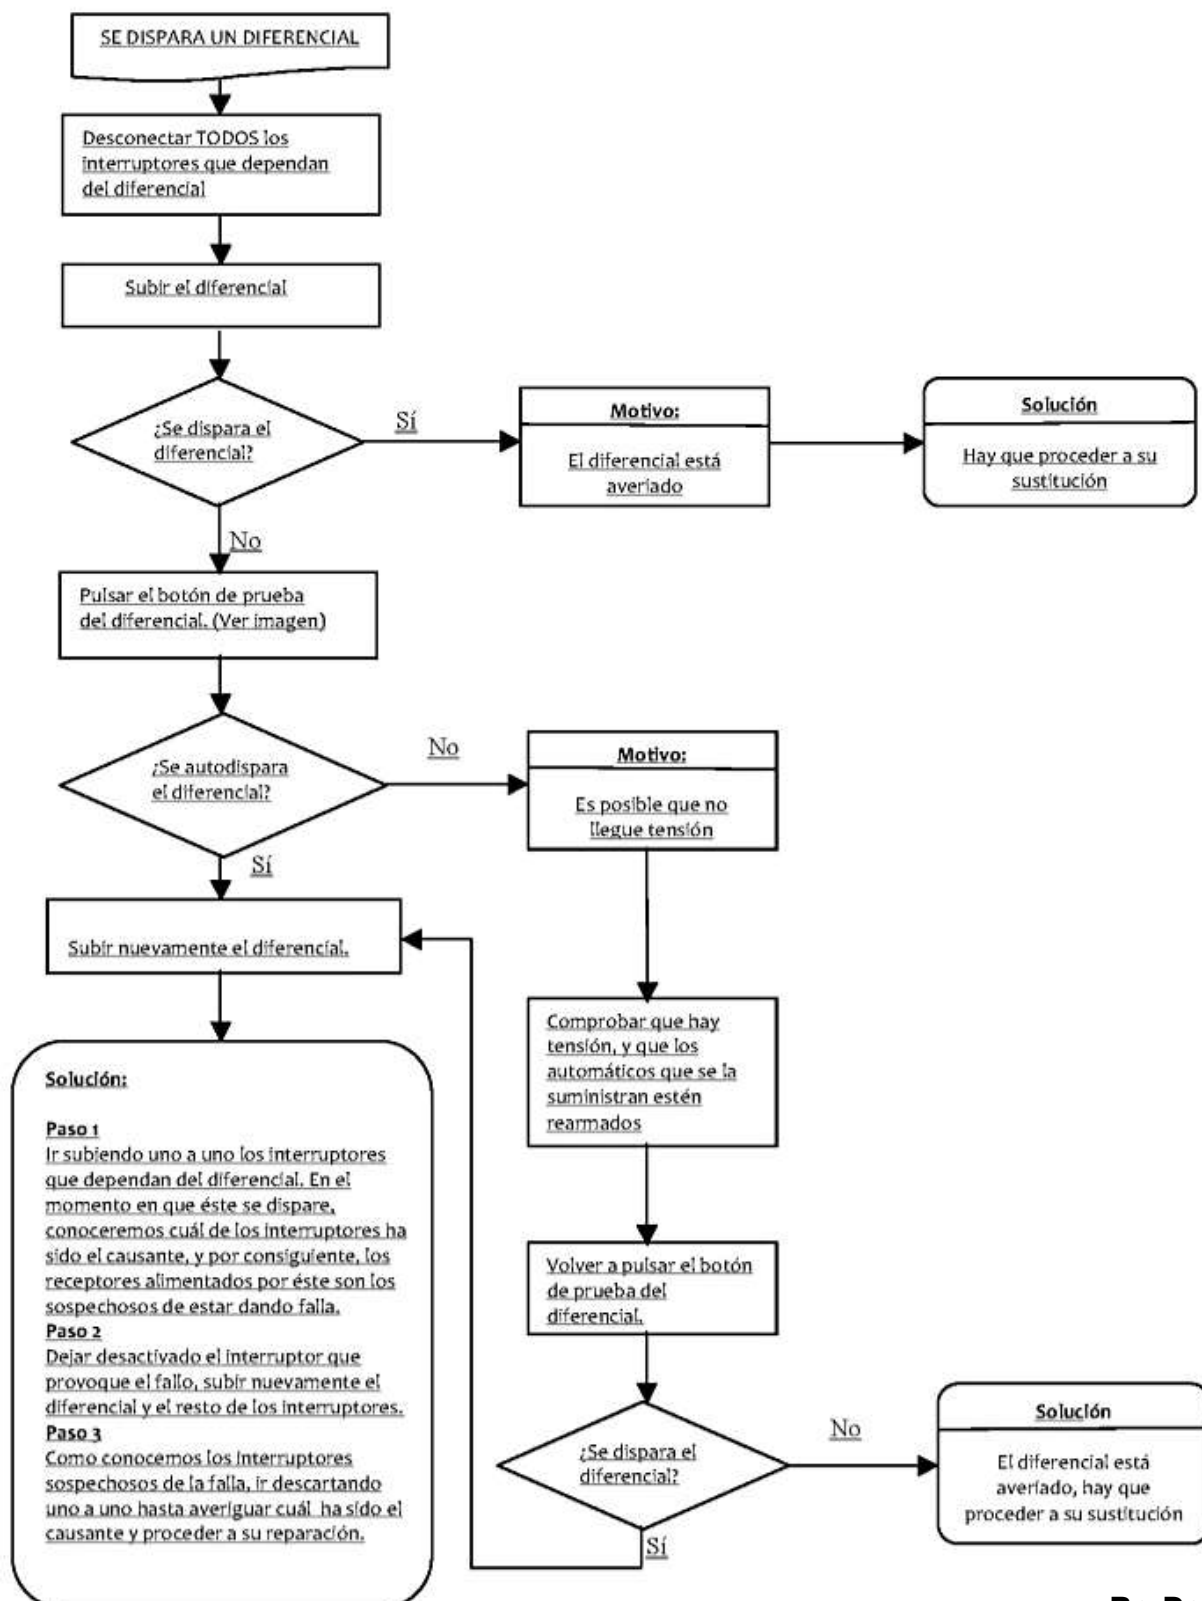 SE DISPARA UN DIFERENCIAL
Desconectar TODOS los
interruptores que dependan
del diferencial
Subir el diferencial
¿Se dispara el
diferencial?
Sí
Motivo:
El diferencial está
averiado
Solución
Hay que proceder a su
sustitución
No
Pulsar el botón de prueba
del diferencial. (Ver imagen)
¿Se autodispara
el diferencial?
No
Motivo:
Es posible que no
llegue tensión
Sí
Subir nuevamente el diferencial.
Comprobar que hay
tensión, y que los
automáticos que se la
suministran estén
rearmados
Volver a pulsar el botón
de prueba del
diferencial.
¿Se dispara el
diferencial?
No
Solución
El diferencial está
averiado, hay que
proceder a su sustitución
Sí
Solución:
Paso 1
Ir subiendo uno a uno los interruptores
que dependan del diferencial. En el
momento en que éste se dispare,
conoceremos cuál de los interruptores ha
sido el causante, y por consiguiente, los
receptores alimentados por éste son los
sospechosos de estar dando falla.
Paso 2
Dejar desactivado el interruptor que
provoque el fallo, subir nuevamente el
diferencial y el resto de los interruptores.
Paso 3
Como conocemos los interruptores
sospechosos de la falla, ir descartando
uno a uno hasta averiguar cuál ha sido el
causante y proceder a su reparación.